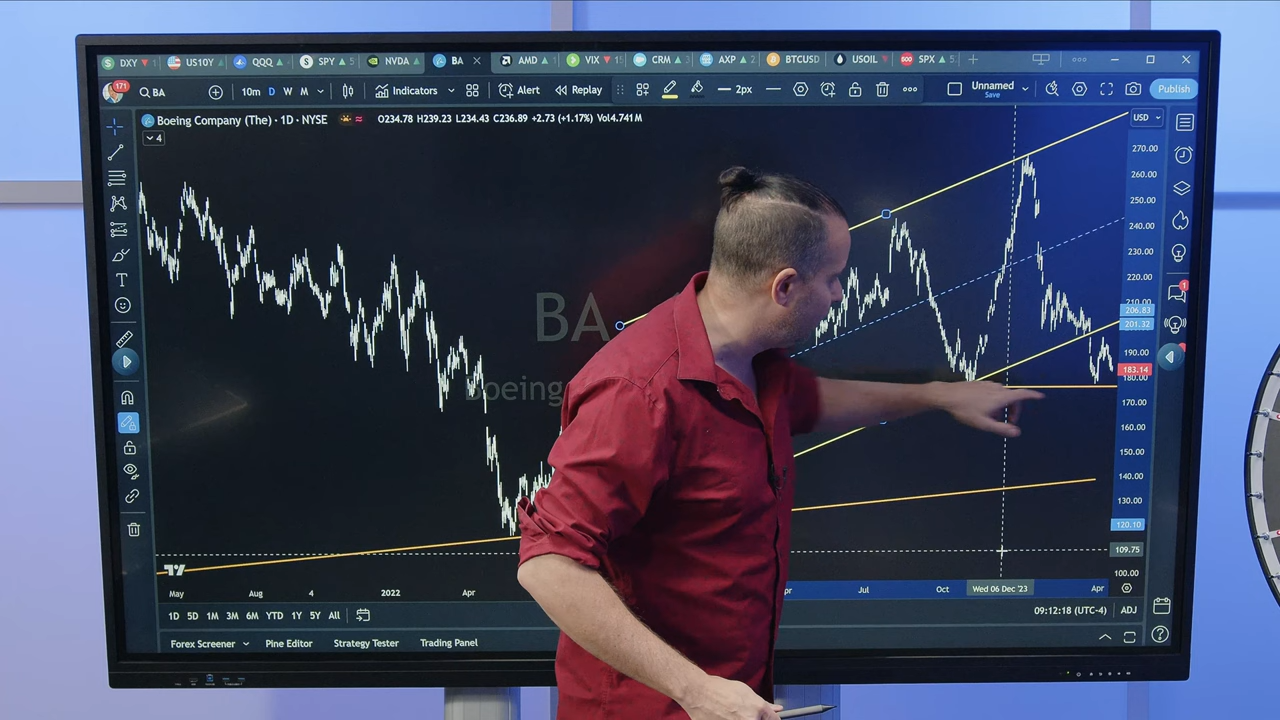 DXY US10Y QQQ SPY 5 NVDA BA AMD VIX CRM AXP BTCUSD USOIL SPX 5
171 BA 10m D W M Indicators Alert Replay 2px Unnamed Save Publish
Boeing Company (The) · 1D · NYSE O234.78 H239.23 L234.43 C236.89 +2.73 (+1.17%) Vol4.741M
4
USD
270.00
260.00
250.00
240.00
230.00
220.00
210.00
206.83
201.32
190.00
183.14
180.00
170.00
160.00
150.00
140.00
130.00
120.10
109.75
100.00
BA
Boeing
May Aug 4 2022 Apr Jul Oct Wed 06 Dec '23 Apr
1D 5D 1M 3M 6M YTD 1Y 5Y All 09:12:18 (UTC-4) ADJ
Forex Screener Pine Editor Strategy Tester Trading Panel